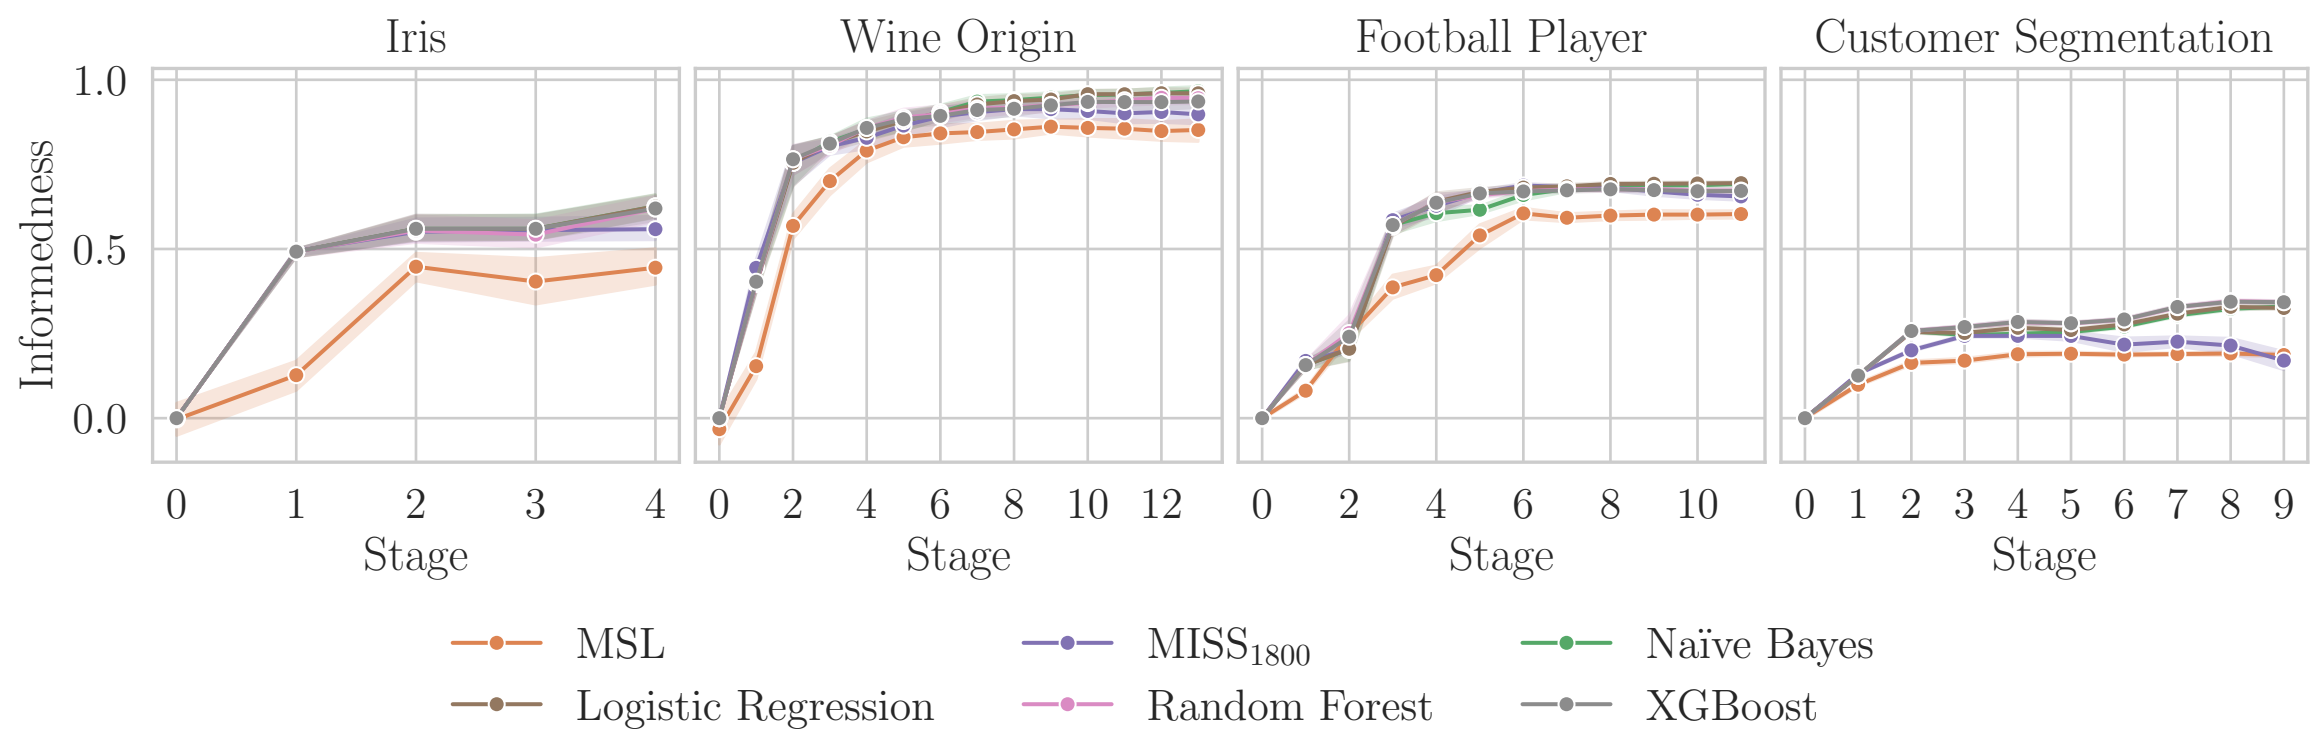 Iris
Wine Origin
Football Player
Customer Segmentation
Informedness
1.0
0.5
0.0
0 1 2 3 4
0 2 4 6 8 10 12
0 2 4 6 8 10
0 1 2 3 4 5 6 7 8 9
Stage
Stage
Stage
Stage
MSL
MISS₁₈₀₀
Naïve Bayes
Logistic Regression
Random Forest
XGBoost